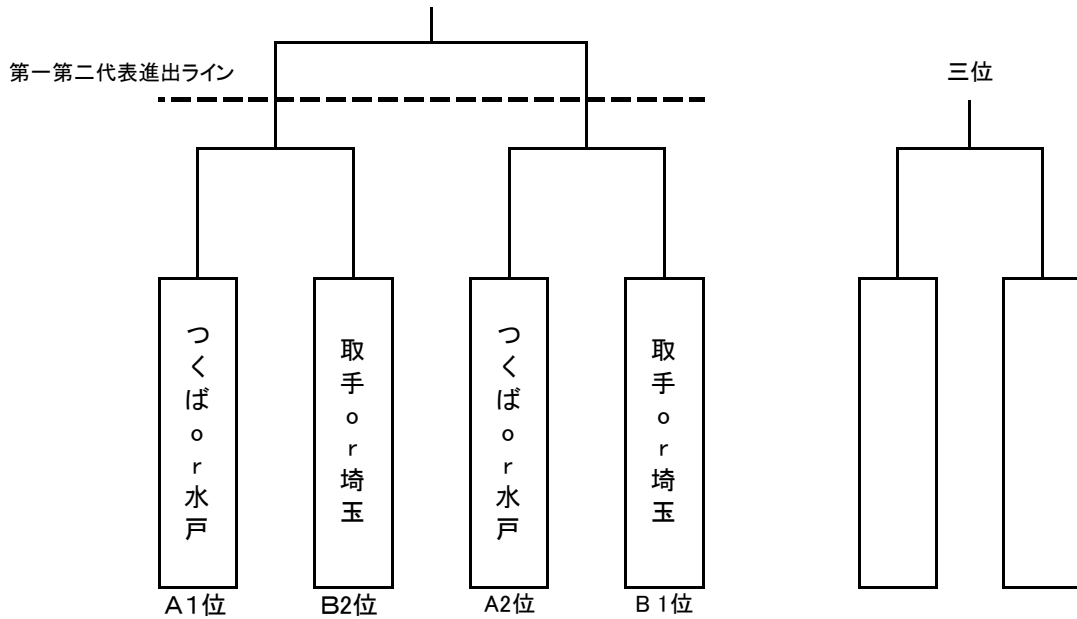 第一第二代表進出ライン
三位
つくばor水戸
取手or埼玉
つくばor水戸
取手or埼玉
A1位
B2位
A2位
B 1位